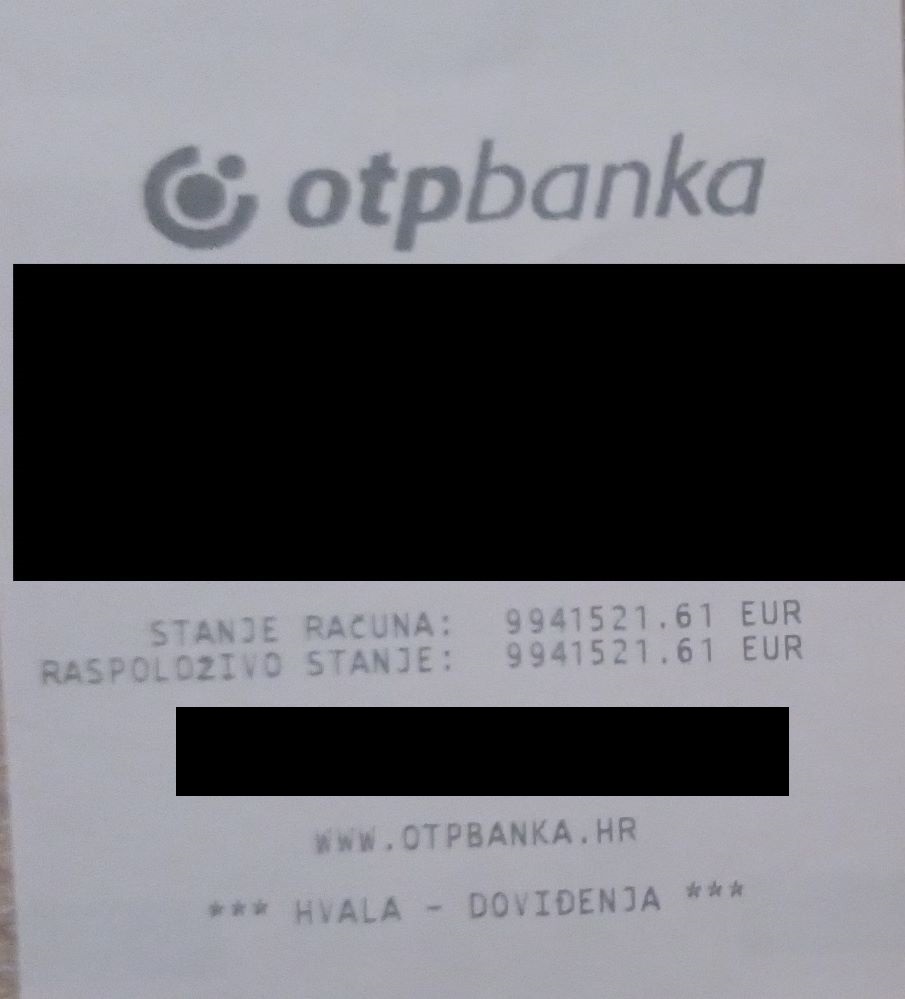 otpbanka
STANJE RAČUNA: 9941521.61 EUR
RASPOLOŽIVO STANJE: 9941521.61 EUR
WWW.OTPBANKA.HR
*** HVALA - DOVIĐENJA ***